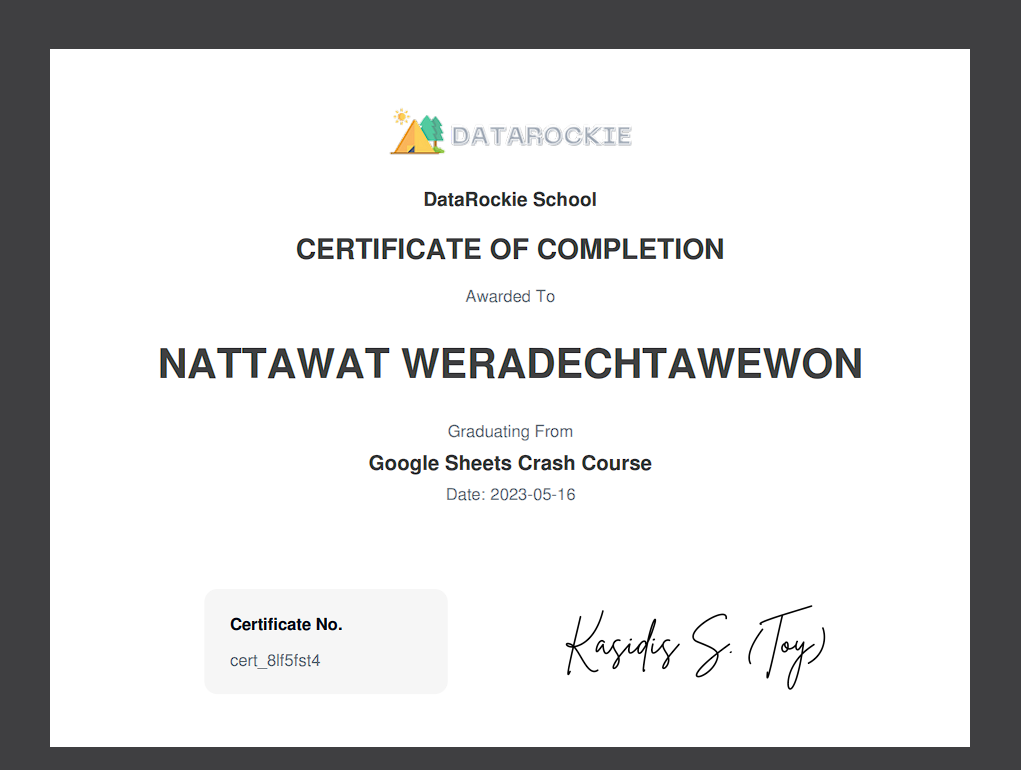 DATAROCKIE
DataRockie School
CERTIFICATE OF COMPLETION
Awarded To
NATTAWAT WERADECHTAWEWON
Graduating From
Google Sheets Crash Course
Date: 2023-05-16
Certificate No.
cert_8lf5fst4
Kasidis S. (Toy)